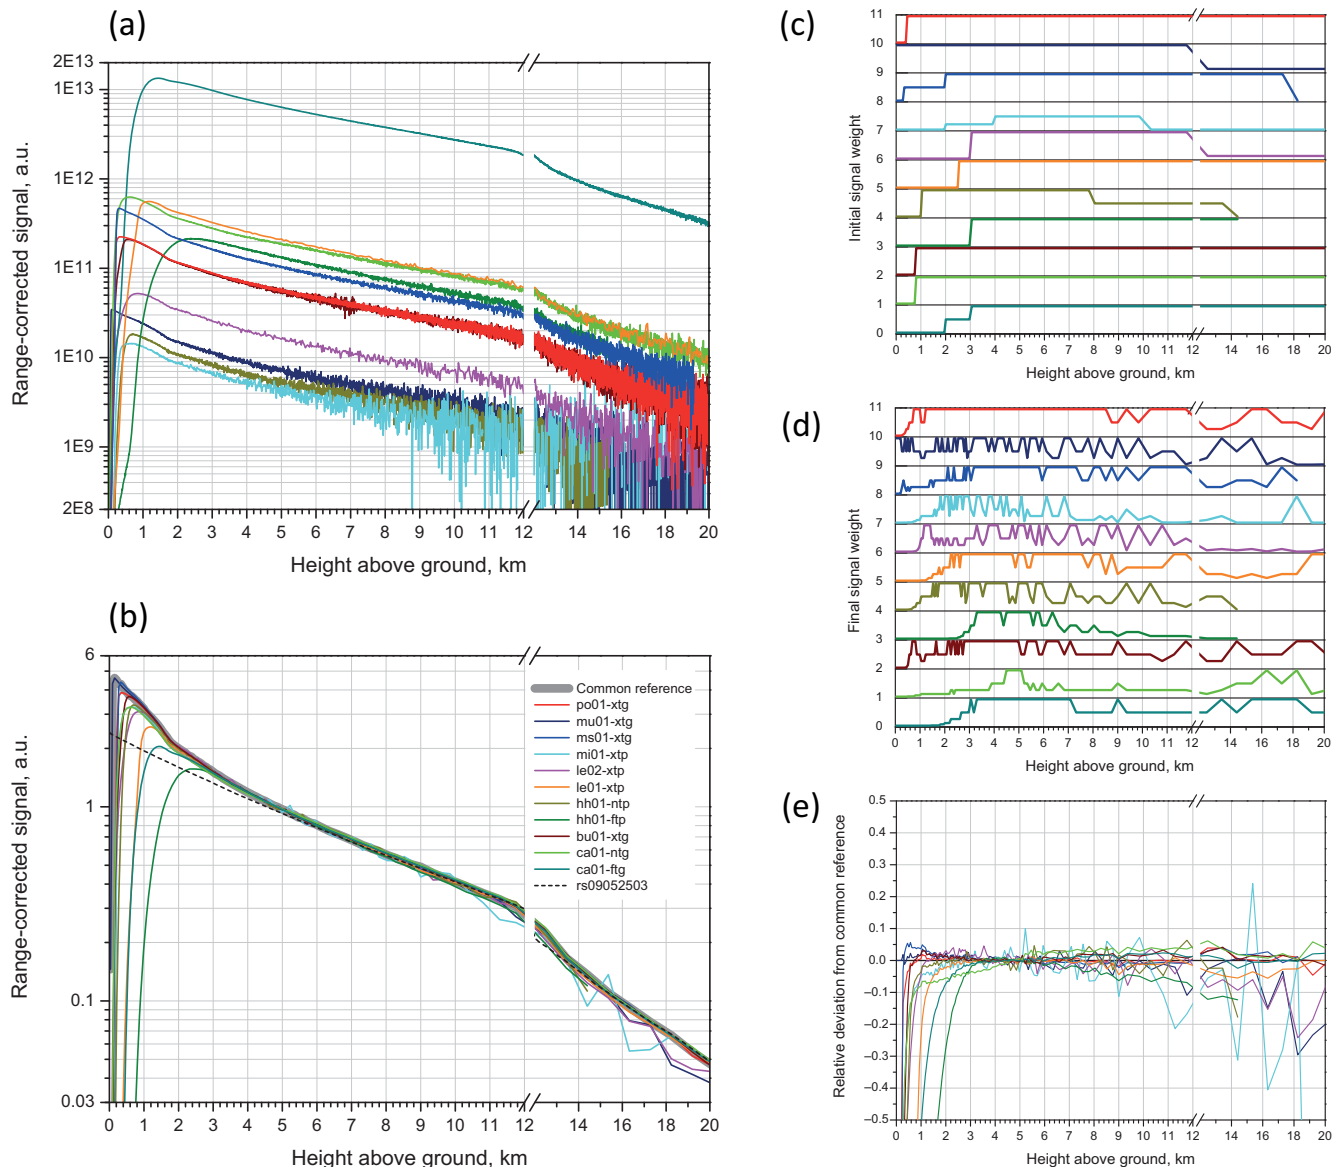 (a)
Range-corrected signal, a.u.
2E13
1E13
1E12
1E11
1E10
1E9
2E8
0 1 2 3 4 5 6 7 8 9 10 11 12 14 16 18 20
Height above ground, km
(b)
Range-corrected signal, a.u.
6
1
0.1
0.03
Common reference
po01-xtg
mu01-xtg
ms01-xtg
mi01-xtp
le02-xtp
le01-xtp
hh01-ntp
hh01-ftp
bu01-xtg
ca01-ntg
ca01-ftg
rs09052503
0 1 2 3 4 5 6 7 8 9 10 11 12 14 16 18 20
Height above ground, km
(c)
Initial signal weight
11
10
9
8
7
6
5
4
3
2
1
0
0 1 2 3 4 5 6 7 8 9 10 11 12 14 16 18 20
Height above ground, km
(d)
Final signal weight
11
10
9
8
7
6
5
4
3
2
1
0
0 1 2 3 4 5 6 7 8 9 10 11 12 14 16 18 20
Height above ground, km
(e)
Relative deviation from common reference
0.5
0.4
0.3
0.2
0.1
0.0
−0.1
−0.2
−0.3
−0.4
−0.5
0 1 2 3 4 5 6 7 8 9 10 11 12 14 16 18 20
Height above ground, km